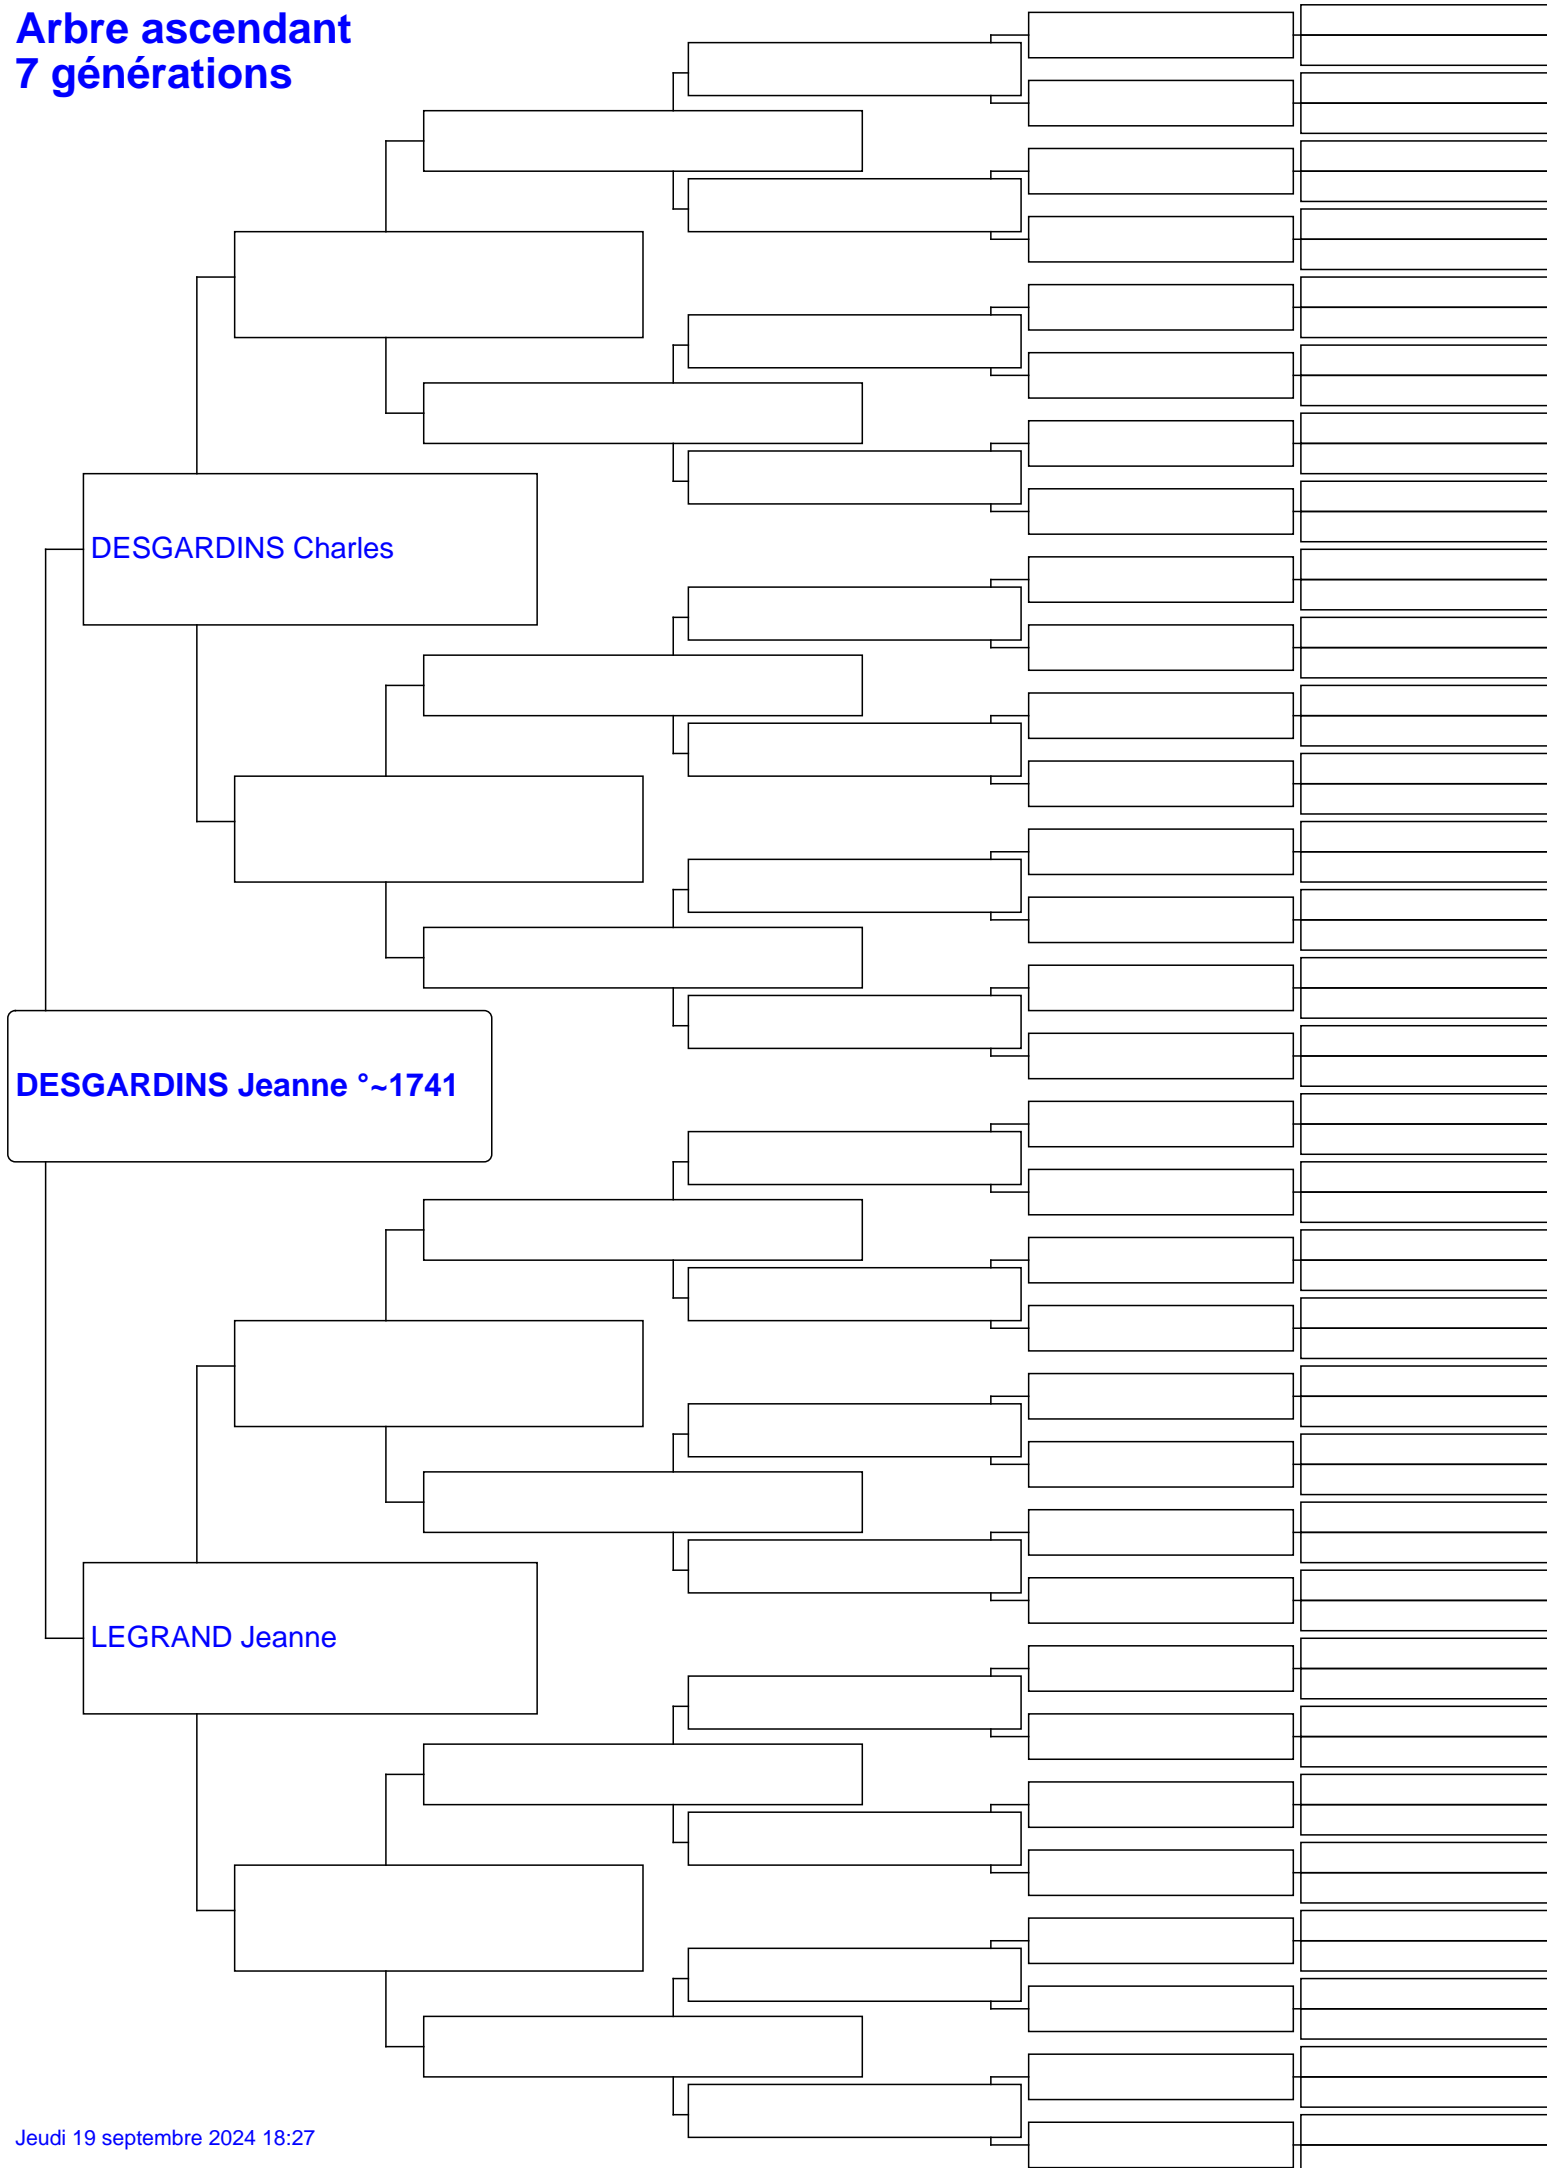 Arbre ascendant
7 générations
DESGARDINS Charles
DESGARDINS Jeanne °~1741
LEGRAND Jeanne
Jeudi 19 septembre 2024 18:27